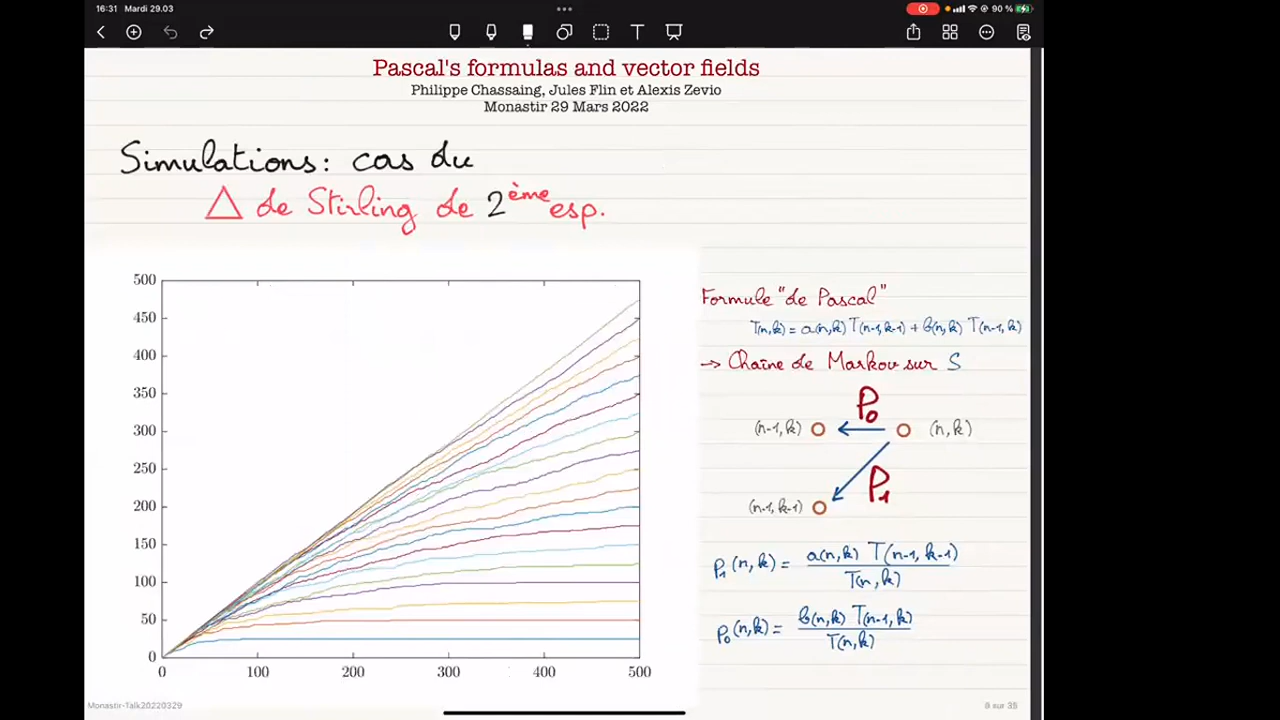 16:31 Mardi 29.03
90 %
Pascal's formulas and vector fields
Philippe Chassaing, Jules Flin et Alexis Zevio
Monastir 29 Mars 2022
Simulations: cas du
Δ de Stirling de 2ème esp.
500
450
400
350
300
250
200
150
100
50
0
0 100 200 300 400 500
Formule "de Pascal"
T(n,k) = a(n,k) T(n-1,k-1) + b(n,k) T(n-1,k)
→ Chaîne de Markov sur S
P0
(n-1,k) (n,k)
P1
(n-1,k-1)
p1(n,k) = a(n,k) T(n-1,k-1) / T(n,k)
p0(n,k) = b(n,k) T(n-1,k) / T(n,k)
Monastir-Talk20220329
9 sur 35